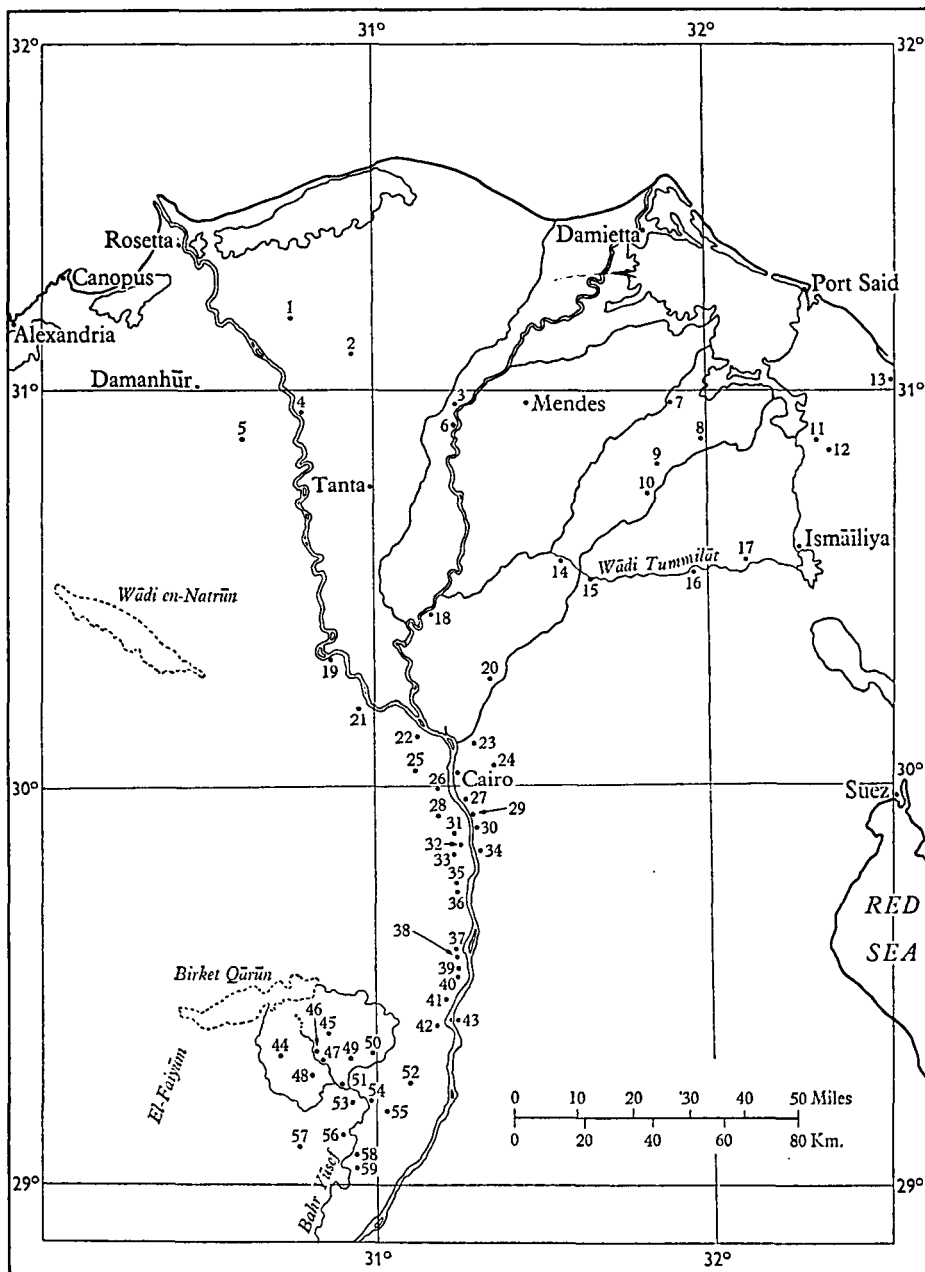 31° 32°
32° 32°
Rosetta
Damietta
Canopus
Port Said
1
Alexandria
2
31° 13
Damanhūr 3 Mendes 7
4 6
5 8 11
12
9
Tanta 10
Ismāīliya
Wādi Tummilāt 17
14
Wādi en-Natrūn 15 16
18
19
20
21
22 23
25 24
30° 30°
26 Cairo Suez
27
28 29
31 30
32
33 34
35
36 RED
38 37 SEA
Birket Qārūn 39
40
46 41
45 42 43
44 47 49 50
El-Faiyūm 48 51 52
53 54
55
0 10 20 30 40 50 Miles
0 20 40 60 80 Km.
57 56
58
59
29° 29°
Bahr Yūsef
31° 32°